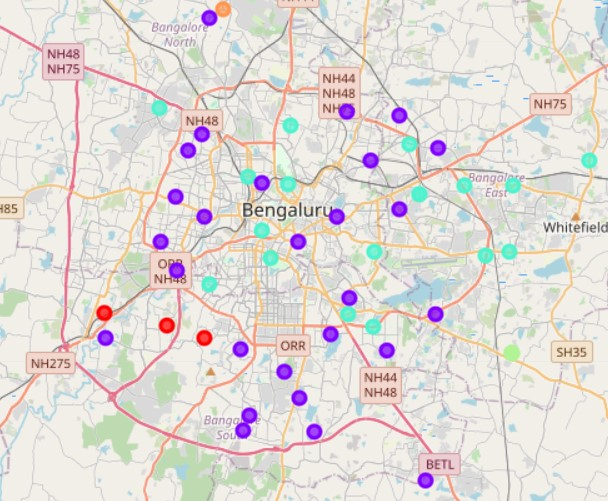 Bangalore
North
NH48
NH75
NH44
NH48
NH75
NH48
Bangalore
East
Bengaluru
Whitefield
ORR
NH48
ORR
SH35
NH275
NH44
NH48
Bangalore
South
BETL